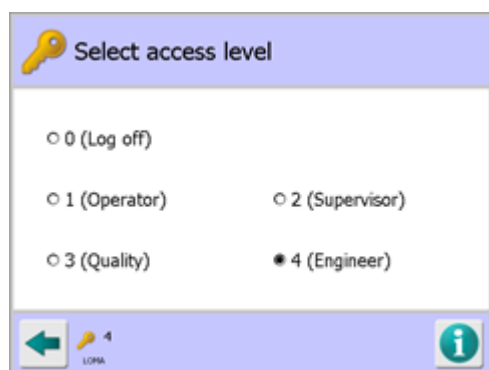 Select access level
0 (Log off)
1 (Operator) 2 (Supervisor)
3 (Quality) 4 (Engineer)
4
LOMA